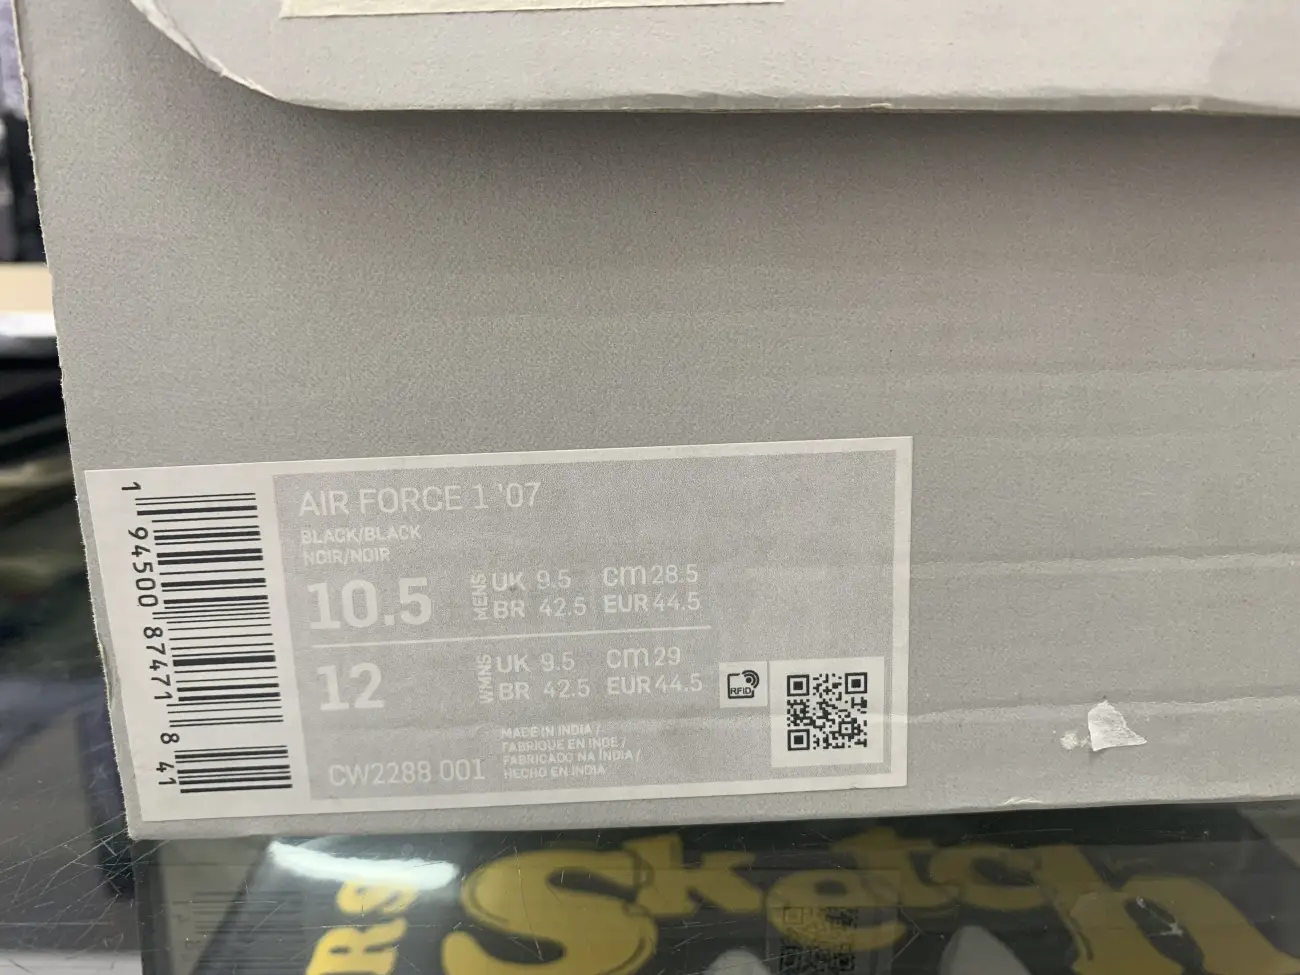 AIR FORCE 1 '07
BLACK/BLACK
NOIR/NOIR
10.5 MENS UK 9.5 cm 28.5
BR 42.5 EUR 44.5
12 WMNS UK 9.5 cm 29
BR 42.5 EUR 44.5
RFID
MADE IN INDIA /
FABRIQUE EN INDE /
FABRICADO NA ÍNDIA /
HECHO EN INDIA
CW2288 001
1 94500 87471 8 41
RS
Sketch